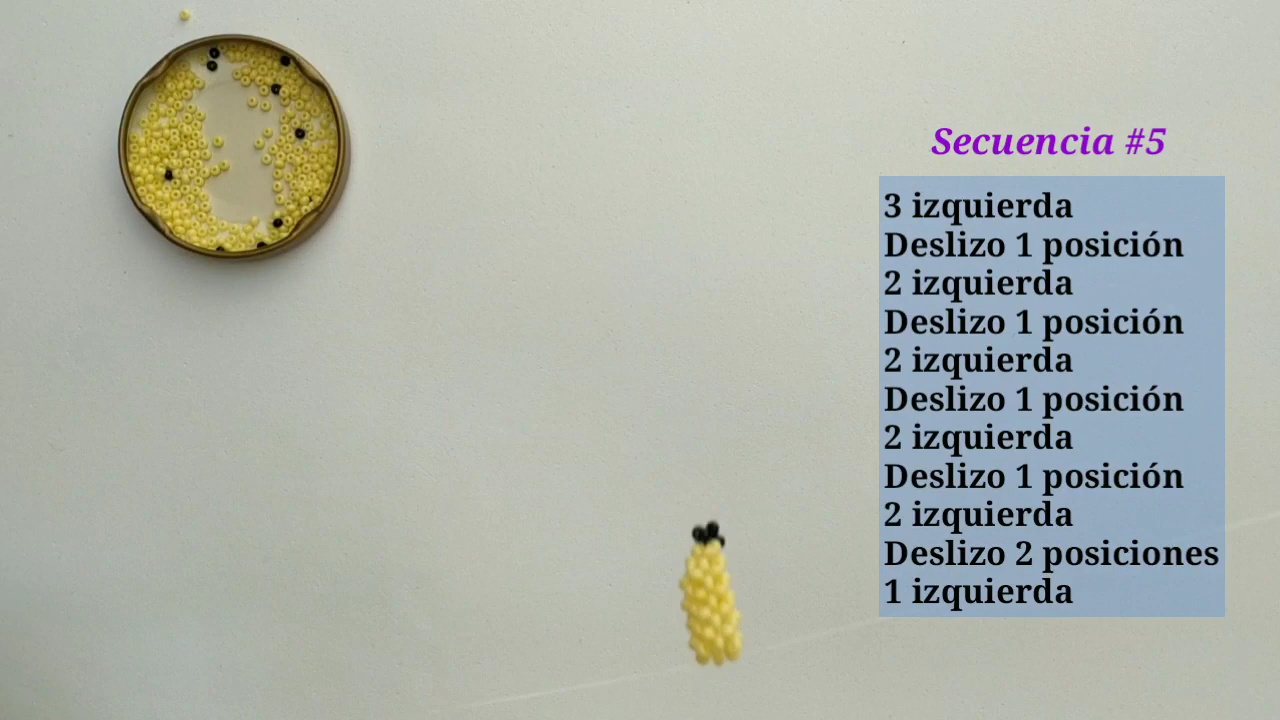 Secuencia #5
3 izquierda
Deslizo 1 posición
2 izquierda
Deslizo 1 posición
2 izquierda
Deslizo 1 posición
2 izquierda
Deslizo 1 posición
2 izquierda
Deslizo 2 posiciones
1 izquierda